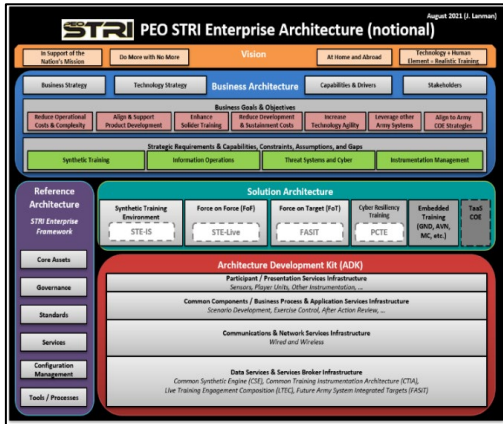 August 2021 (J. Lanman)
PEO
STRI
PEO STRI Enterprise Architecture (notional)
In Support of the
Nation's Mission
Do More with No More
Vision
At Home and Abroad
Technology + Human
Element = Realistic Training
Business Strategy
Technology Strategy
Business Architecture
Capabilities & Drivers
Stakeholders
Business Goals & Objectives
Reduce Operational
Costs & Complexity
Align & Support
Product Development
Enhance
Soilder Training
Reduce Development
& Sustainment Costs
Increase
Technology Agility
Leverage other
Army Systems
Align to Army
COE Strategies
Strategic Requirements & Capabilities, Constraints, Assumptions, and Gaps
Synthetic Training
Information Operations
Threat Systems and Cyber
Instrumentation Management
Reference
Architecture
STRI Enterprise
Framework
Core Assets
Governance
Standards
Services
Configuration
Management
Tools / Processes
Solution Architecture
Synthetic Training
Environment
STE-IS
Force on Force (FoF)
STE-Live
Force on Target (FoT)
FASIT
Cyber Resiliency
Training
PCTE
Embedded
Training
(GND, AVN,
MC, etc.)
TaaS
COE
Architecture Development Kit (ADK)
Participant / Presentation Services Infrastructure
Sensors, Player Units, Other Instrumentation, ...
Common Components / Business Process & Application Services Infrastructure
Scenario Development, Exercise Control, After Action Review, ...
Communications & Network Services Infrastructure
Wired and Wireless
Data Services & Services Broker Infrastructure
Common Synthetic Engine (CSE), Common Training Instrumentation Architecture (CTIA),
Live Training Engagement Composition (LTEC), Future Army System Integrated Targets (FASIT)